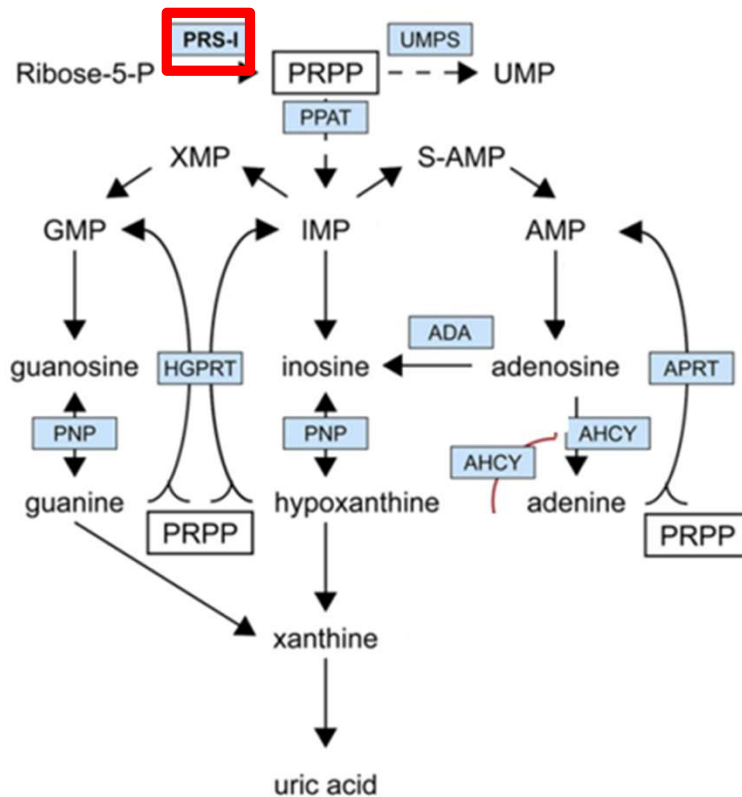 PRS-I
UMPS
Ribose-5-P
PRPP
UMP
PPAT
XMP
S-AMP
GMP
IMP
AMP
ADA
guanosine
HGPRT
inosine
adenosine
APRT
PNP
PNP
AHCY
AHCY
guanine
hypoxanthine
adenine
PRPP
PRPP
xanthine
uric acid